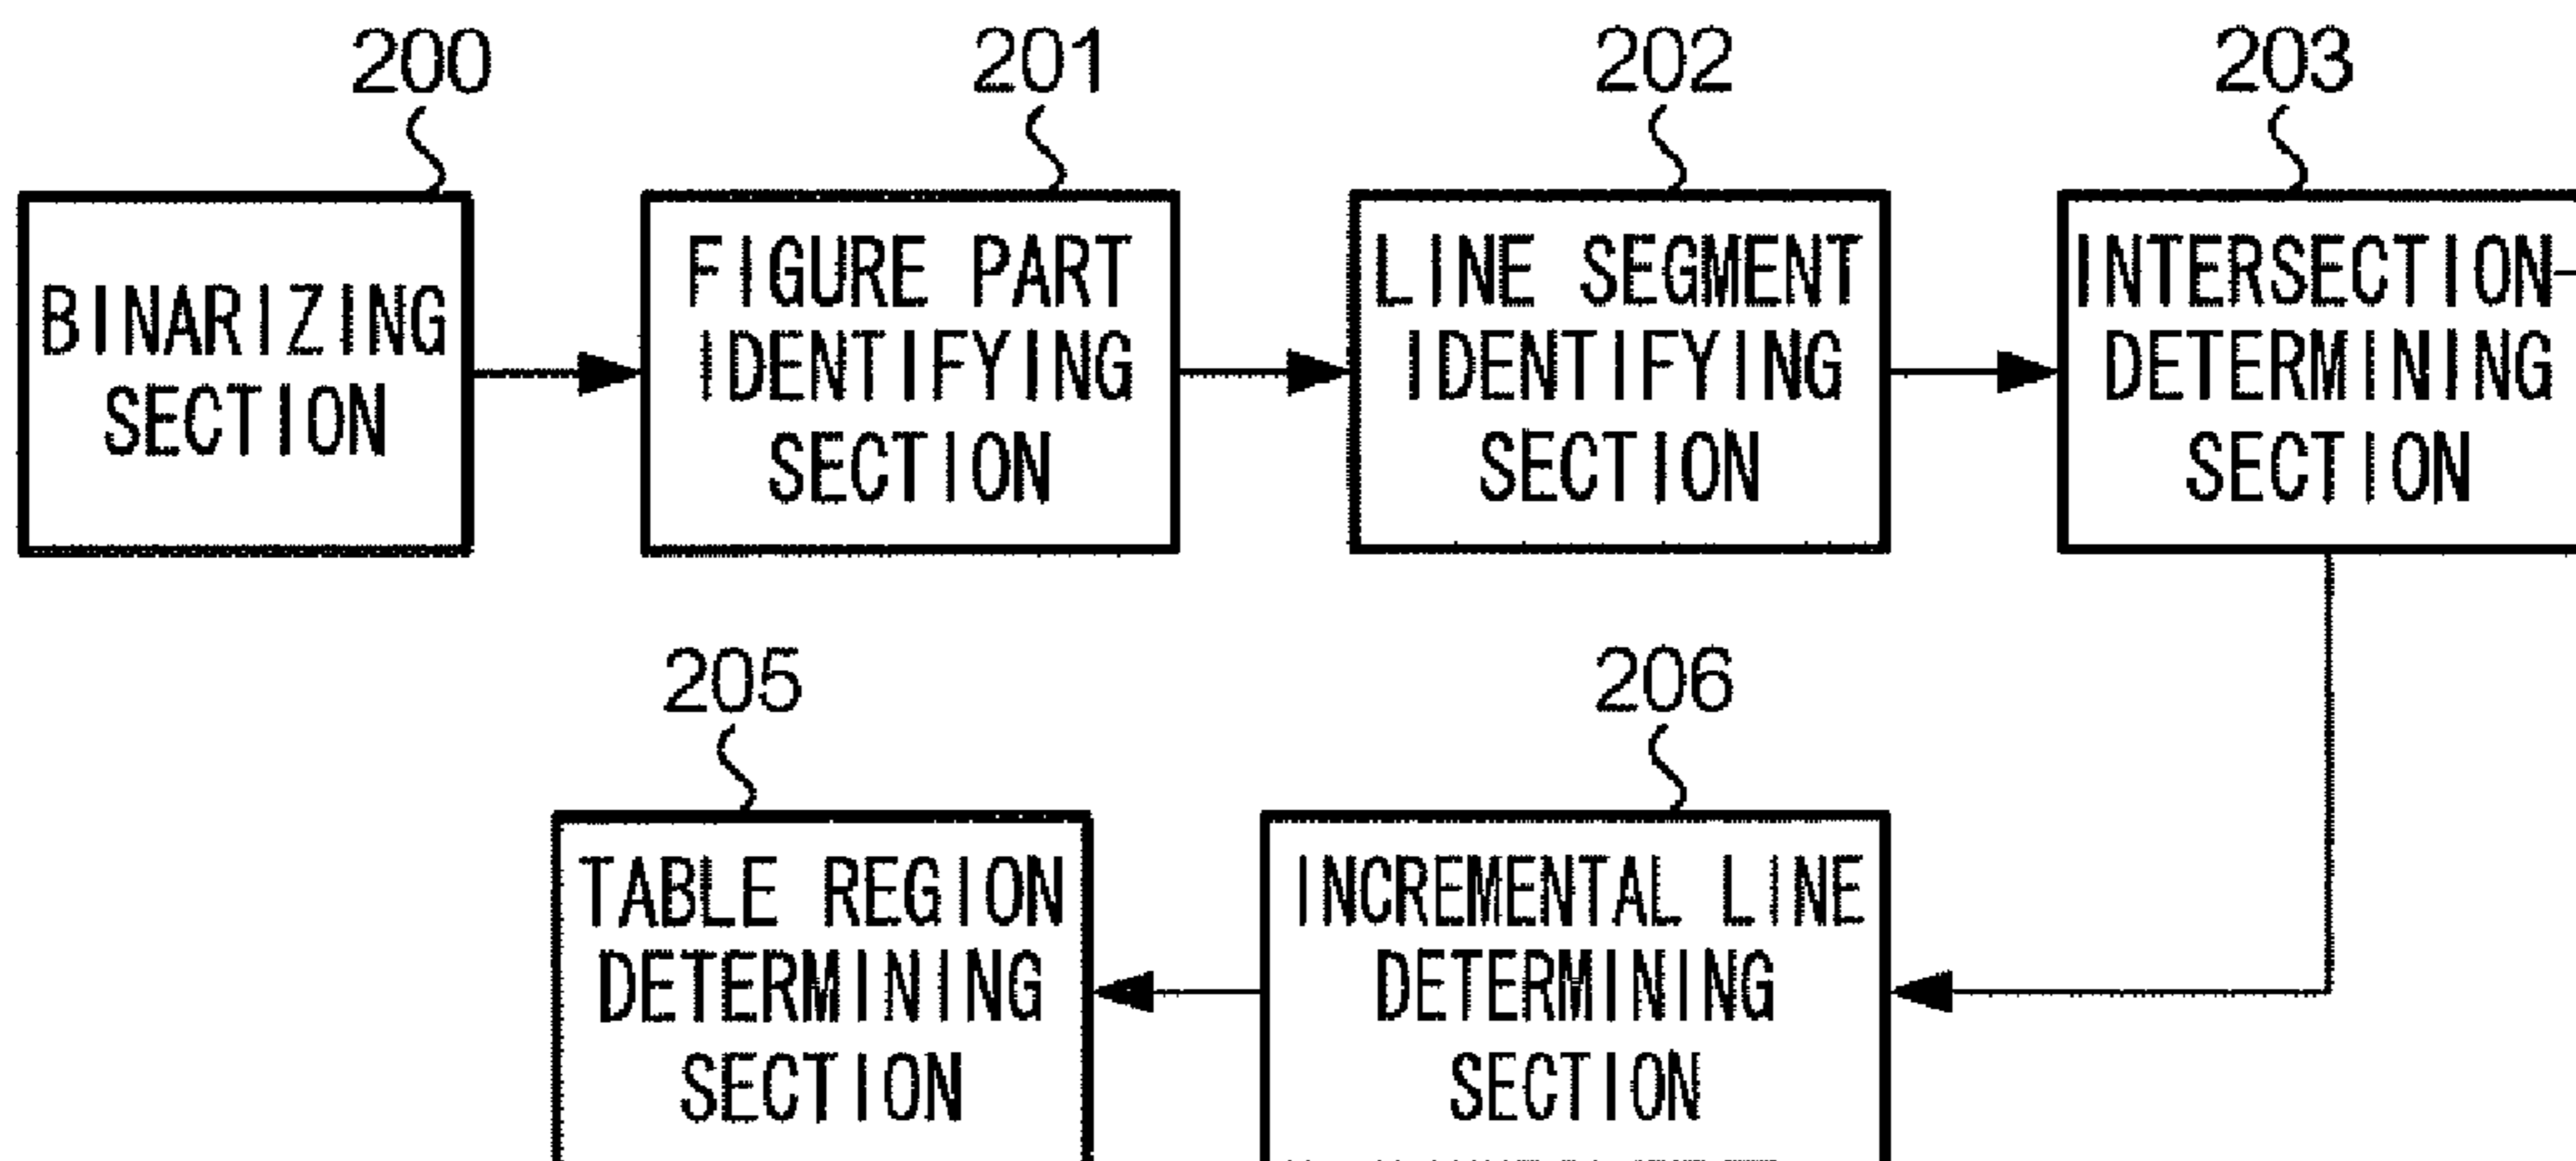 200
BINARIZING
SECTION
201
FIGURE PART
IDENTIFYING
SECTION
202
LINE SEGMENT
IDENTIFYING
SECTION
203
INTERSECTION-
DETERMINING
SECTION
205
TABLE REGION
DETERMINING
SECTION
206
INCREMENTAL LINE
DETERMINING
SECTION